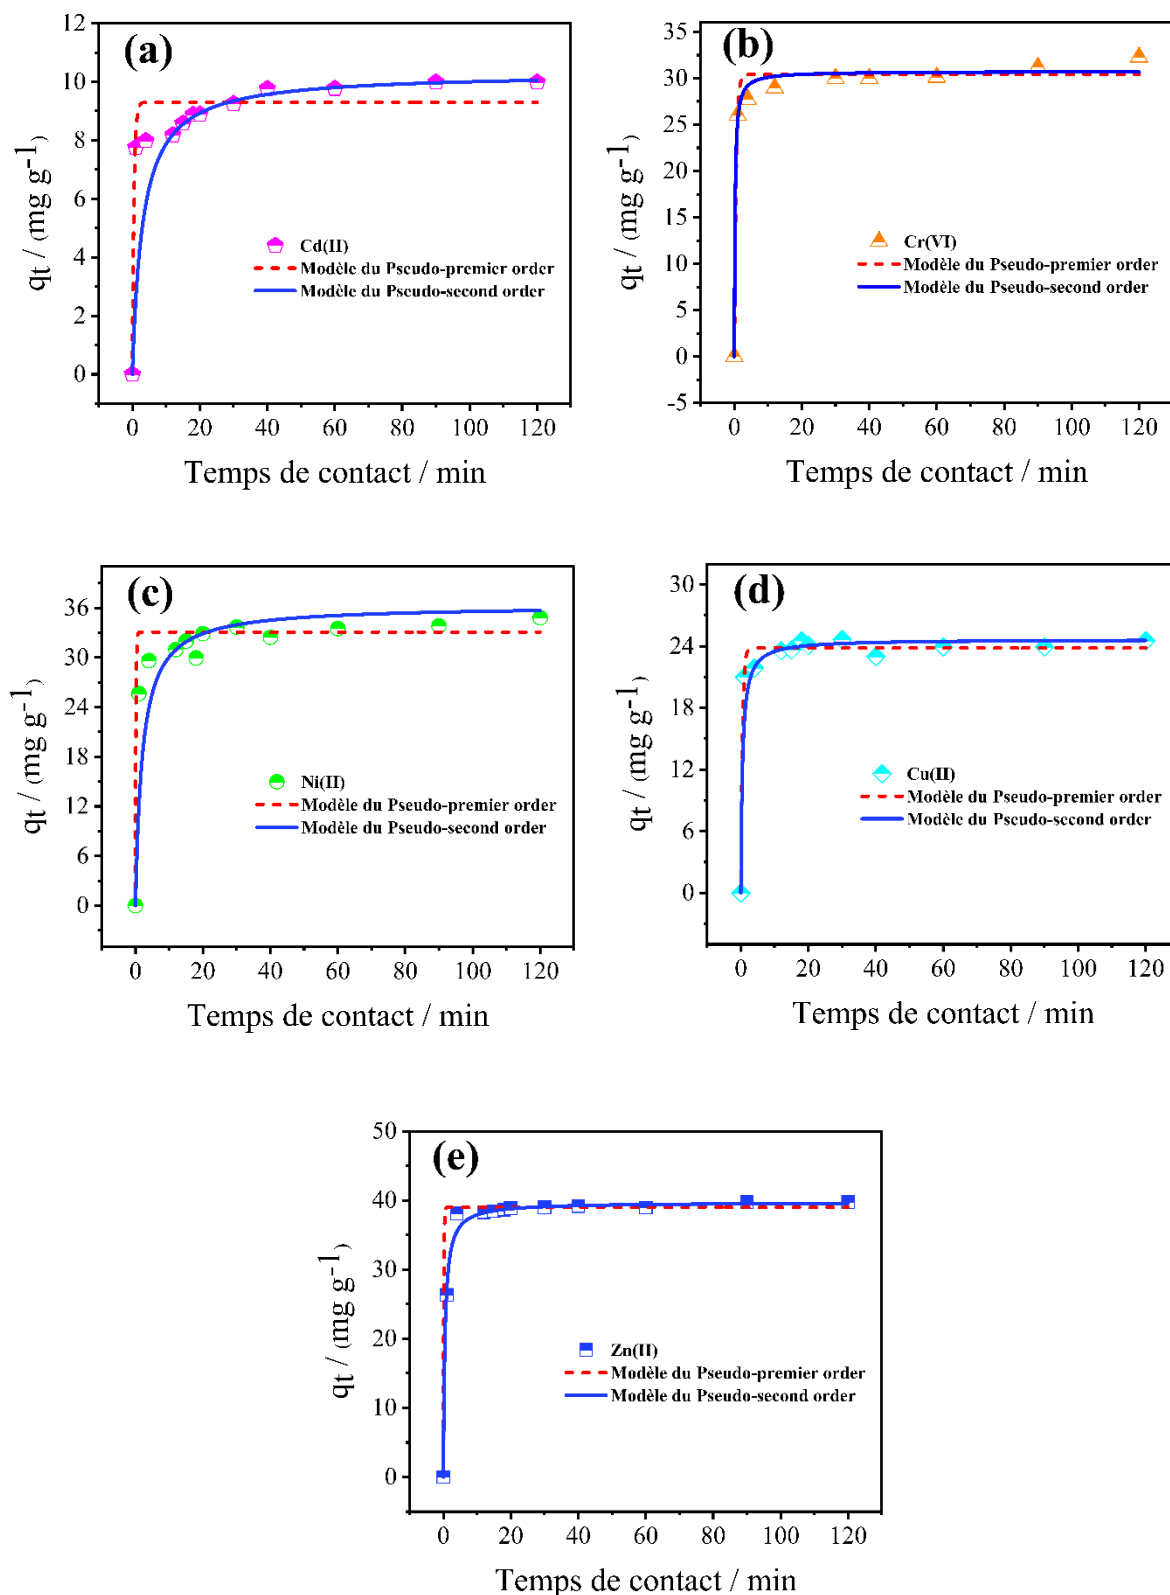 (a)
12
10
8
6
4
2
0
qt / (mg g-1)
Cd(II)
Modèle du Pseudo-premier order
Modèle du Pseudo-second order
0 20 40 60 80 100 120
Temps de contact / min
(b)
35
30
25
20
15
10
5
0
-5
qt / (mg g-1)
Cr(VI)
Modèle du Pseudo-premier order
Modèle du Pseudo-second order
0 20 40 60 80 100 120
Temps de contact / min
(c)
36
30
24
18
12
6
0
qt / (mg g-1)
Ni(II)
Modèle du Pseudo-premier order
Modèle du Pseudo-second order
0 20 40 60 80 100 120
Temps de contact / min
(d)
30
24
18
12
6
0
qt / (mg g-1)
Cu(II)
Modèle du Pseudo-premier order
Modèle du Pseudo-second order
0 20 40 60 80 100 120
Temps de contact / min
(e)
50
40
30
20
10
0
qt / (mg g-1)
Zn(II)
Modèle du Pseudo-premier order
Modèle du Pseudo-second order
0 20 40 60 80 100 120
Temps de contact / min